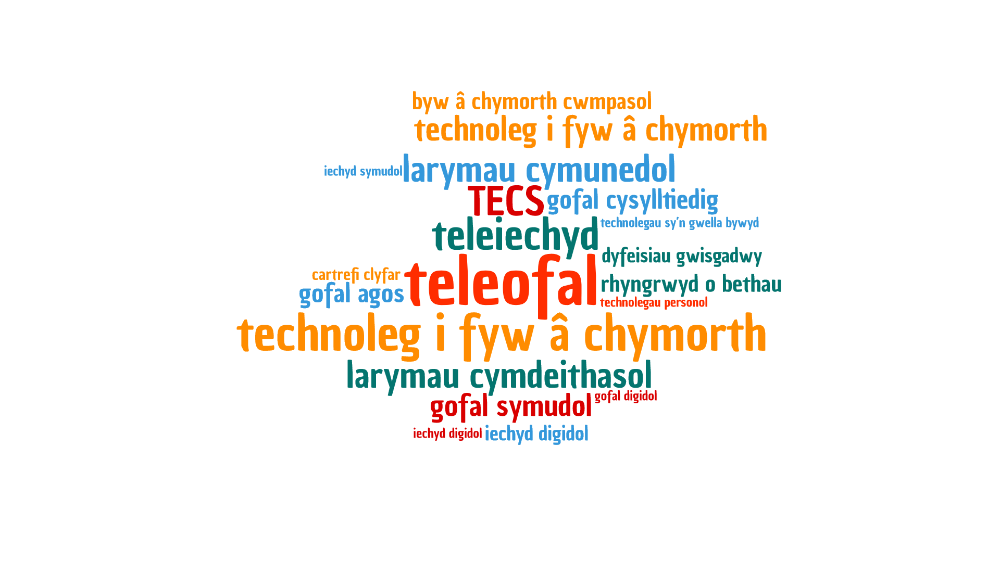 byw â chymorth cwmpasol
technoleg i fyw â chymorth
iechyd symudol
larymau cymunedol
TECS
gofal cysylltiedig
teleiechyd
technolegau sy'n gwella bywyd
dyfeisiau gwisgadwy
cartrefi clyfar
teleofal
rhyngrwyd o bethau
gofal agos
technolegau personol
technoleg i fyw â chymorth
larymau cymdeithasol
gofal symudol
gofal digidol
iechyd digidol
iechyd digidol